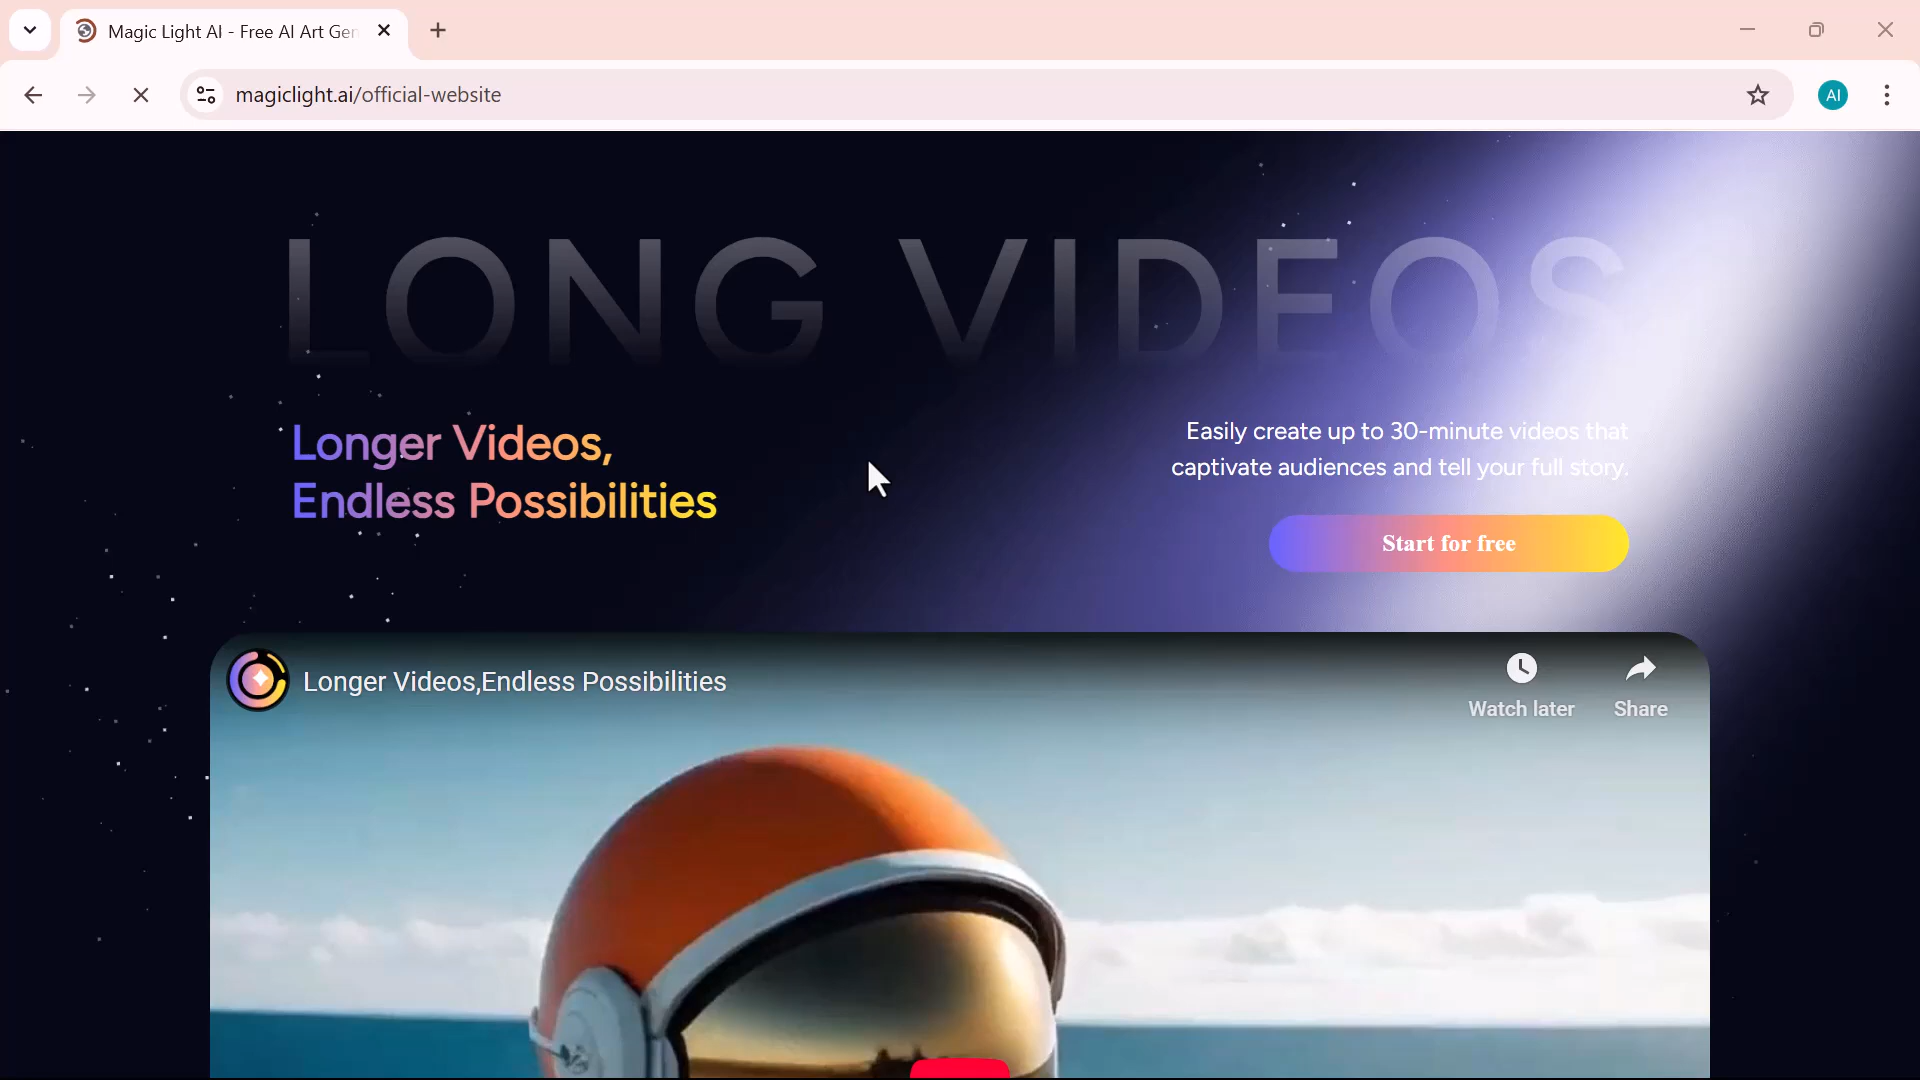 Magic Light AI - Free AI Art Gen
magiclight.ai/official-website
AI
LONG VIDEOS
Longer Videos,
Endless Possibilities
Easily create up to 30-minute videos that
captivate audiences and tell your full story.
Start for free
Longer Videos,Endless Possibilities
Watch later
Share